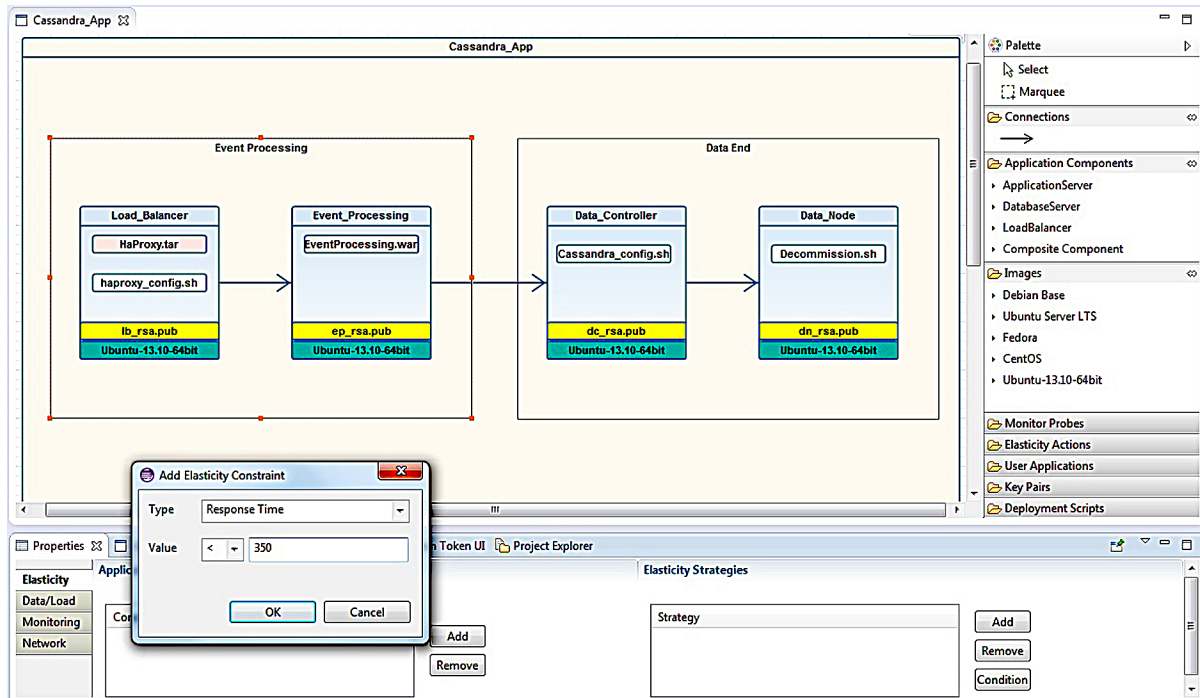 Cassandra_App
Cassandra_App
Event Processing
Load_Balancer
HaProxy.tar
haproxy_config.sh
lb_rsa.pub
Ubuntu-13.10-64bit
Event_Processing
EventProcessing.war
ep_rsa.pub
Ubuntu-13.10-64bit
Data End
Data_Controller
Cassandra_config.sh
dc_rsa.pub
Ubuntu-13.10-64bit
Data_Node
Decommission.sh
dn_rsa.pub
Ubuntu-13.10-64bit
Palette
Select
Marquee
Connections
Application Components
ApplicationServer
DatabaseServer
LoadBalancer
Composite Component
Images
Debian Base
Ubuntu Server LTS
Fedora
CentOS
Ubuntu-13.10-64bit
Monitor Probes
Elasticity Actions
User Applications
Key Pairs
Deployment Scripts
Add Elasticity Constraint
Type
Response Time
Value
<
350
OK
Cancel
Properties
Token UI
Project Explorer
Elasticity
Data/Load
Monitoring
Network
Applic
Con
Add
Remove
Elasticity Strategies
Strategy
Add
Remove
Condition